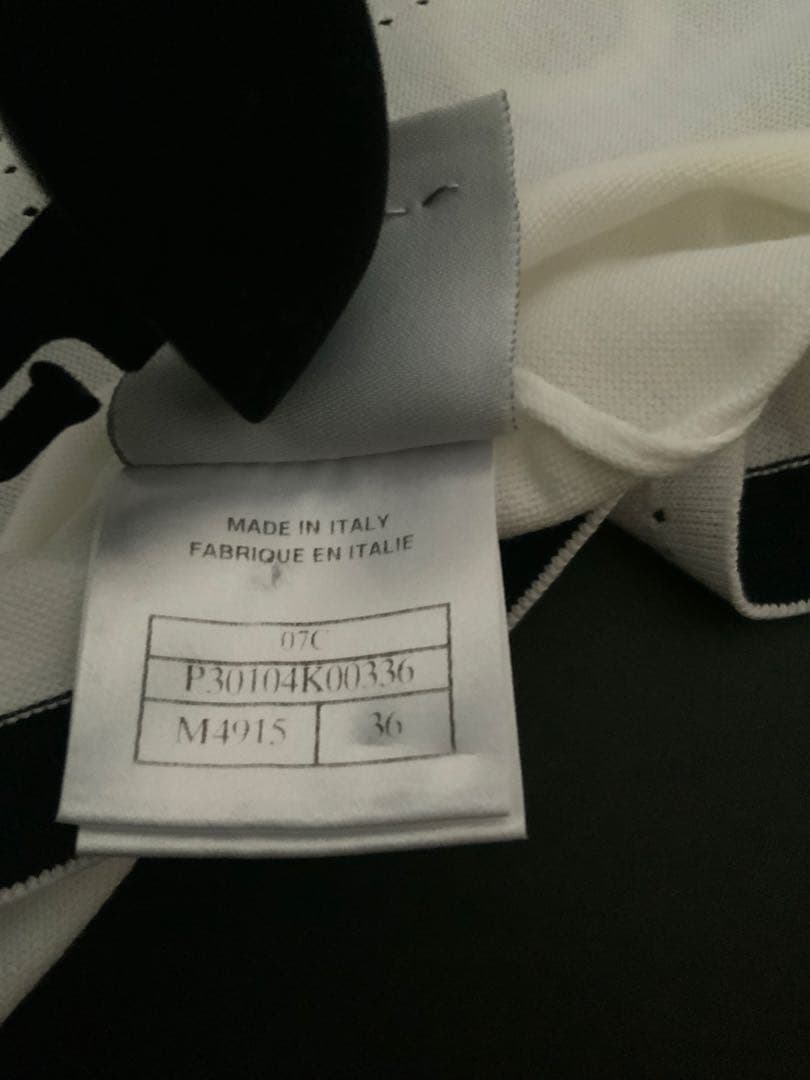 MADE IN ITALY
FABRIQUE EN ITALIE
07C
P30104K00336
M4915 36